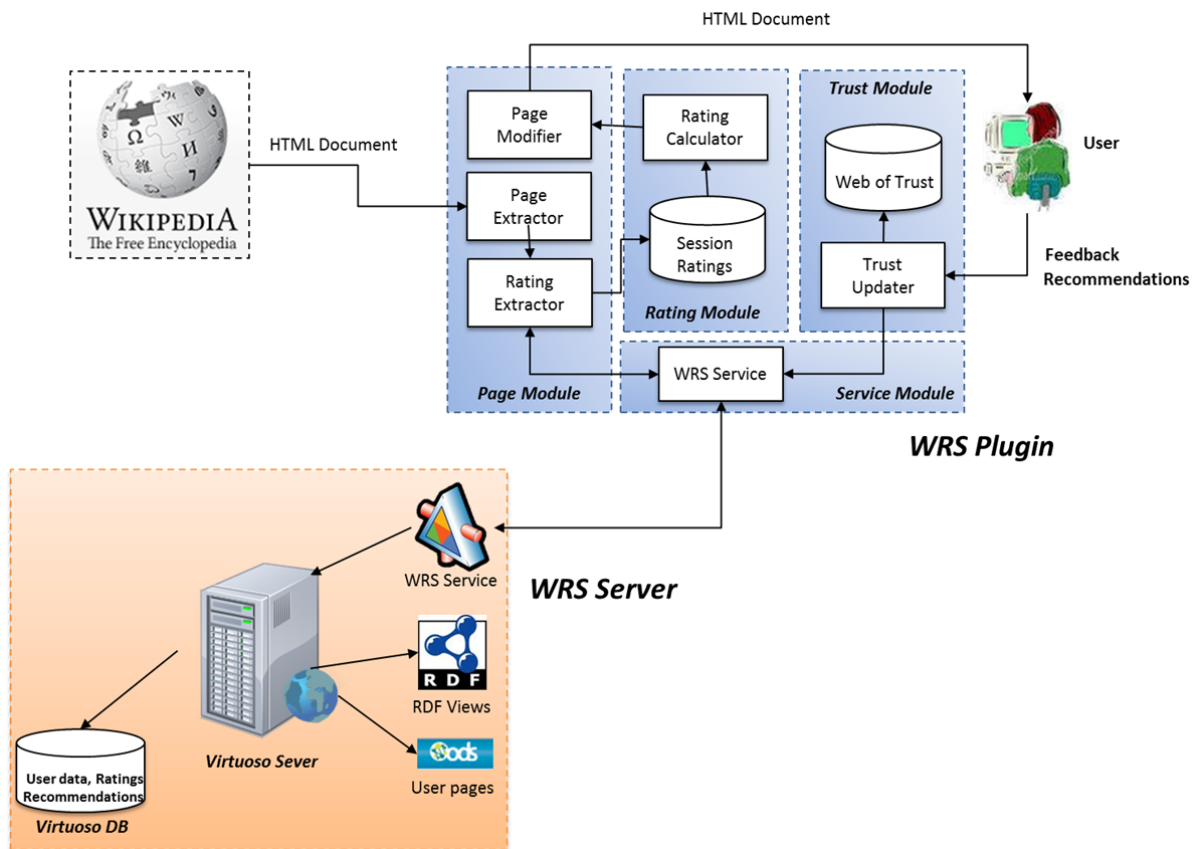 HTML Document
Page
Modifier
Rating
Calculator
Trust Module
Web of Trust
User
HTML Document
WIKIPEDIA
The Free Encyclopedia
Page
Extractor
Session
Ratings
Rating
Extractor
Trust
Updater
Feedback
Recommendations
Rating Module
WRS Service
Page Module
Service Module
WRS Plugin
WRS Service
WRS Server
RDF
RDF Views
Virtuoso Sever
ods
User pages
User data, Ratings
Recommendations
Virtuoso DB